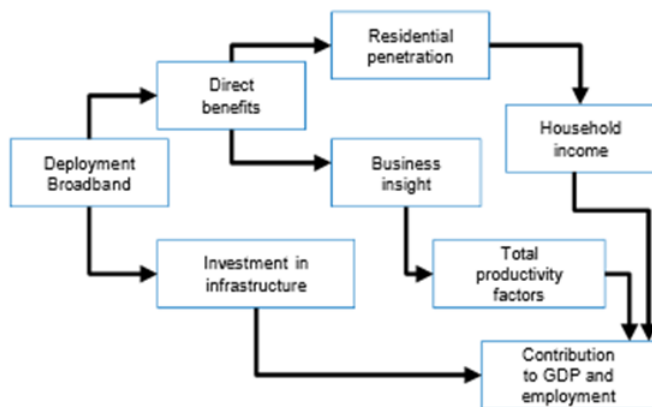 Residential
penetration
Direct
benefits
Household
income
Deployment
Broadband
Business
insight
Investment in
infrastructure
Total
productivity
factors
Contribution
to GDP and
employment